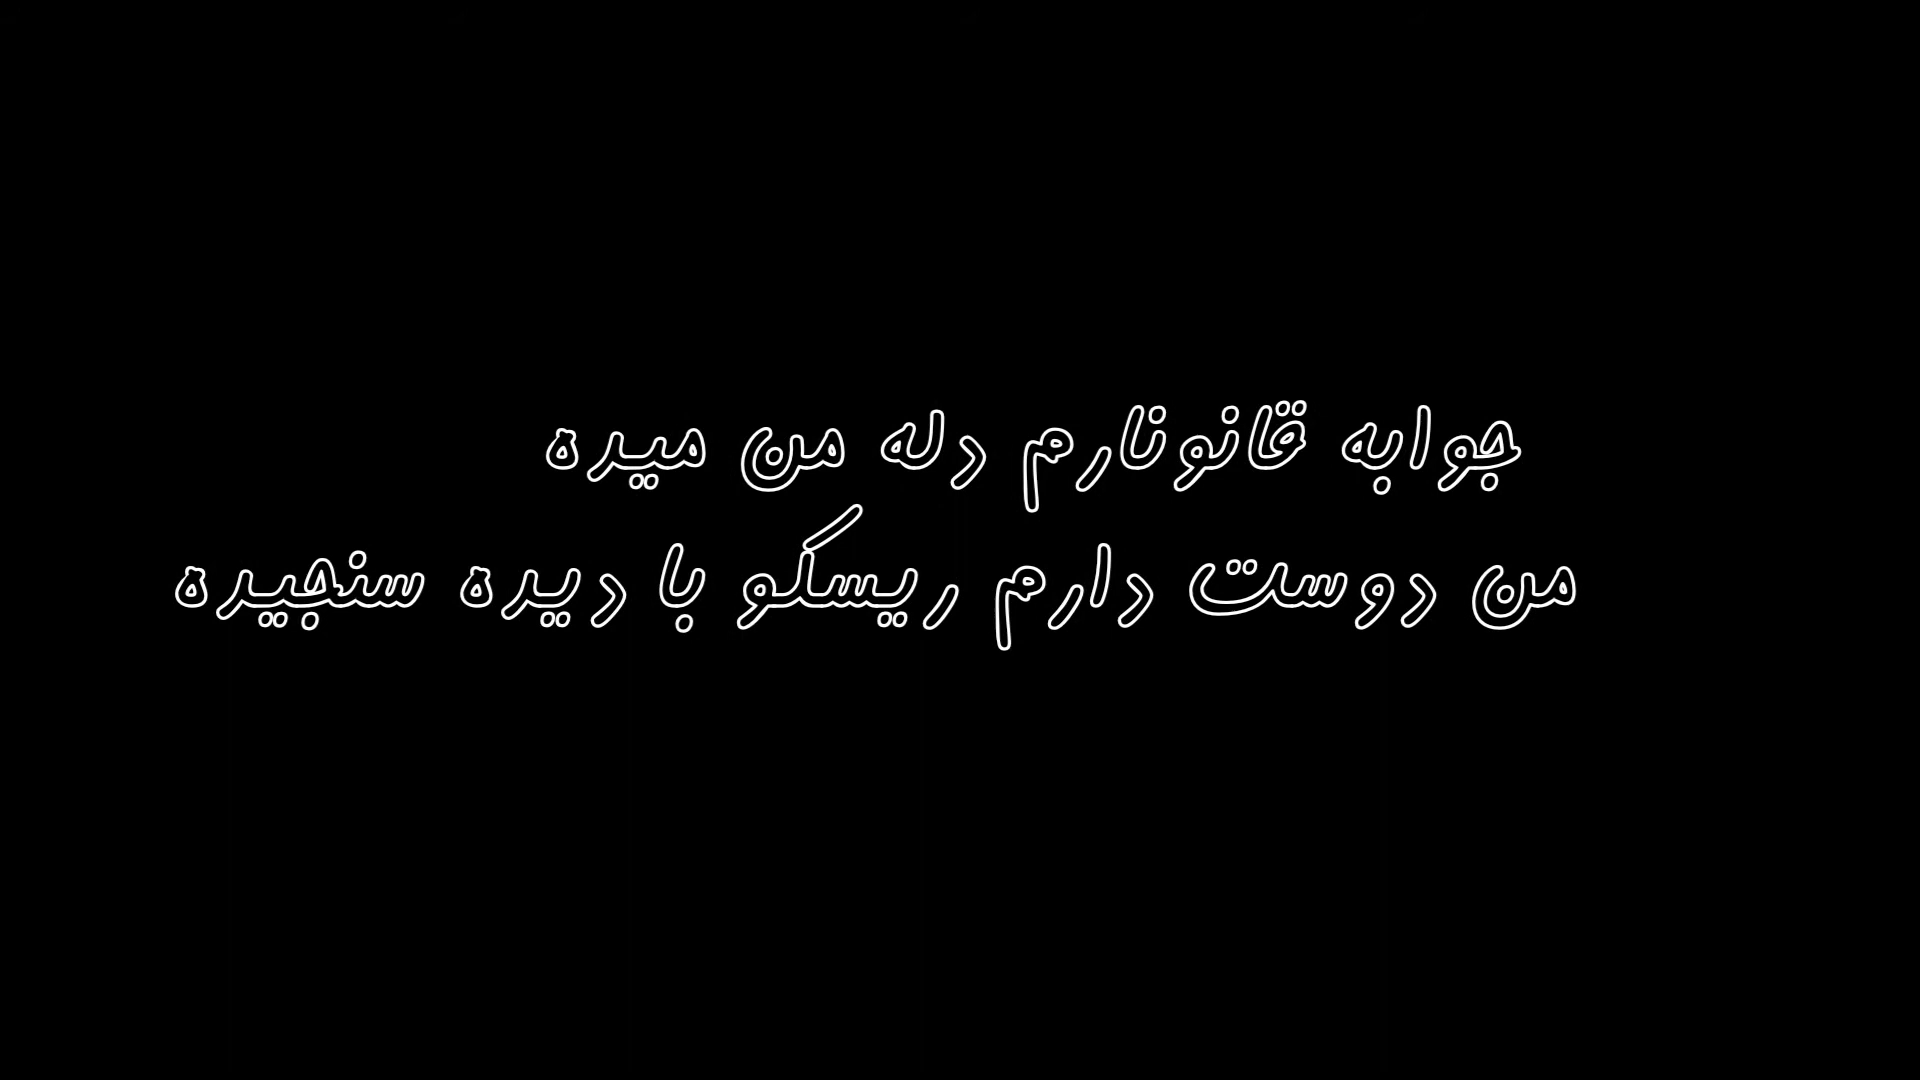 جوابه قانونارم دله من میره
من دوست دارم ریسکو با دیره سنجیره